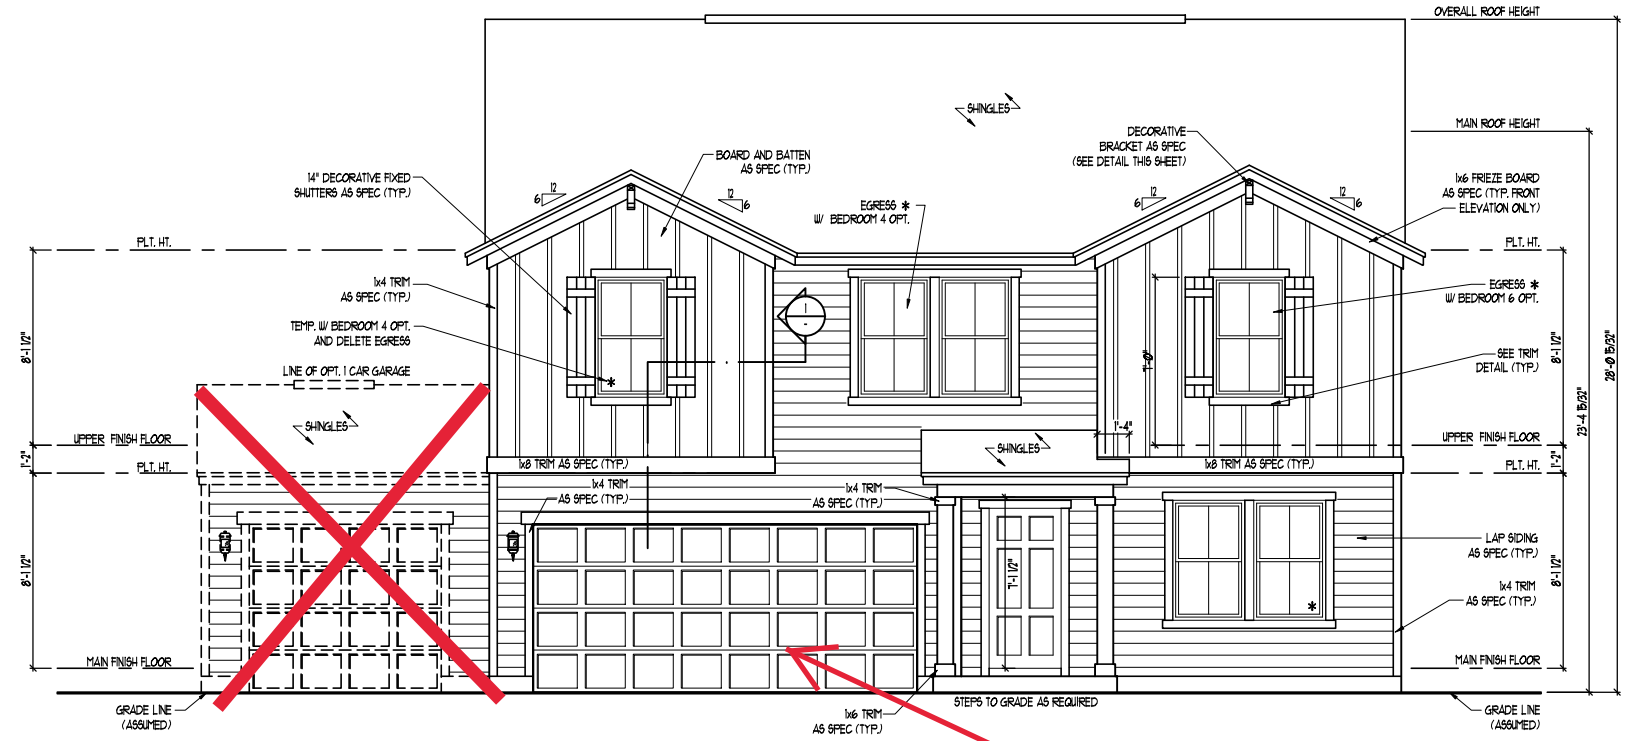 OVERALL ROOF HEIGHT
SHINGLES
MAIN ROOF HEIGHT
DECORATIVE
BRACKET AS SPEC
(SEE DETAIL THIS SHEET)
BOARD AND BATTEN
AS SPEC (TYP.)
14" DECORATIVE FIXED
SHUTTERS AS SPEC (TYP.)
1x6 FRIEZE BOARD
AS SPEC (TYP. FRONT
ELEVATION ONLY)
12
6
12
6
12
6
12
6
EGRESS *
W/ BEDROOM 4 OPT.
PLT. HT.
PLT. HT.
1x4 TRIM
AS SPEC (TYP.)
EGRESS *
W/ BEDROOM 6 OPT.
TEMP. W/ BEDROOM 4 OPT.
AND DELETE EGRESS
*
8'-1 1/2"
7'-0"
8'-1 1/2"
28'-0 15/32"
SEE TRIM
DETAIL (TYP.)
LINE OF OPT. 1 CAR GARAGE
23'-4 15/32"
SHINGLES
1'-4"
UPPER FINISH FLOOR
SHINGLES
UPPER FINISH FLOOR
1'-2"
PLT. HT.
1x8 TRIM AS SPEC (TYP.)
1x8 TRIM AS SPEC (TYP.)
PLT. HT.
1'-2"
1x4 TRIM
AS SPEC (TYP.)
1x4 TRIM
AS SPEC (TYP.)
LAP SIDING
AS SPEC (TYP.)
8'-1 1/2"
7'-1 1/2"
8'-1 1/2"
1x4 TRIM
AS SPEC (TYP.)
*
MAIN FINISH FLOOR
MAIN FINISH FLOOR
STEPS TO GRADE AS REQUIRED
GRADE LINE
(ASSUMED)
1x6 TRIM
AS SPEC (TYP.)
GRADE LINE
(ASSUMED)